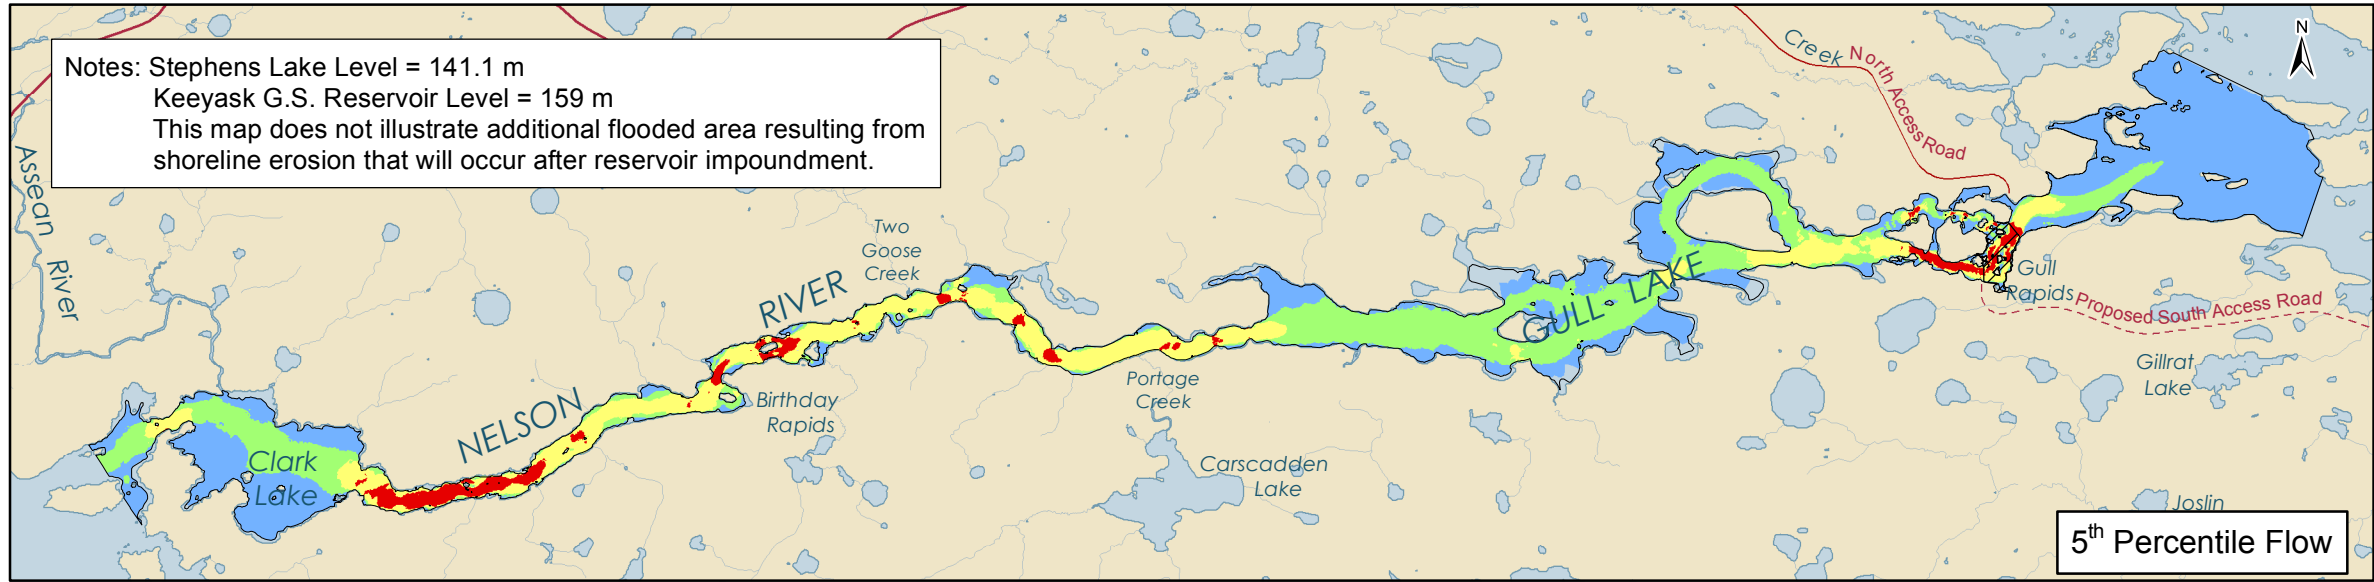 Notes: Stephens Lake Level = 141.1 m
Keeyask G.S. Reservoir Level = 159 m
This map does not illustrate additional flooded area resulting from
shoreline erosion that will occur after reservoir impoundment.
N
Creek
North Access Road
Assean River
Two
Goose
Creek
NELSON RIVER
GULL LAKE
Gull
Rapids
Proposed South Access Road
Gillrat
Lake
Portage
Creek
Birthday
Rapids
Clark
Lake
Carscadden
Lake
Joslin
5th Percentile Flow